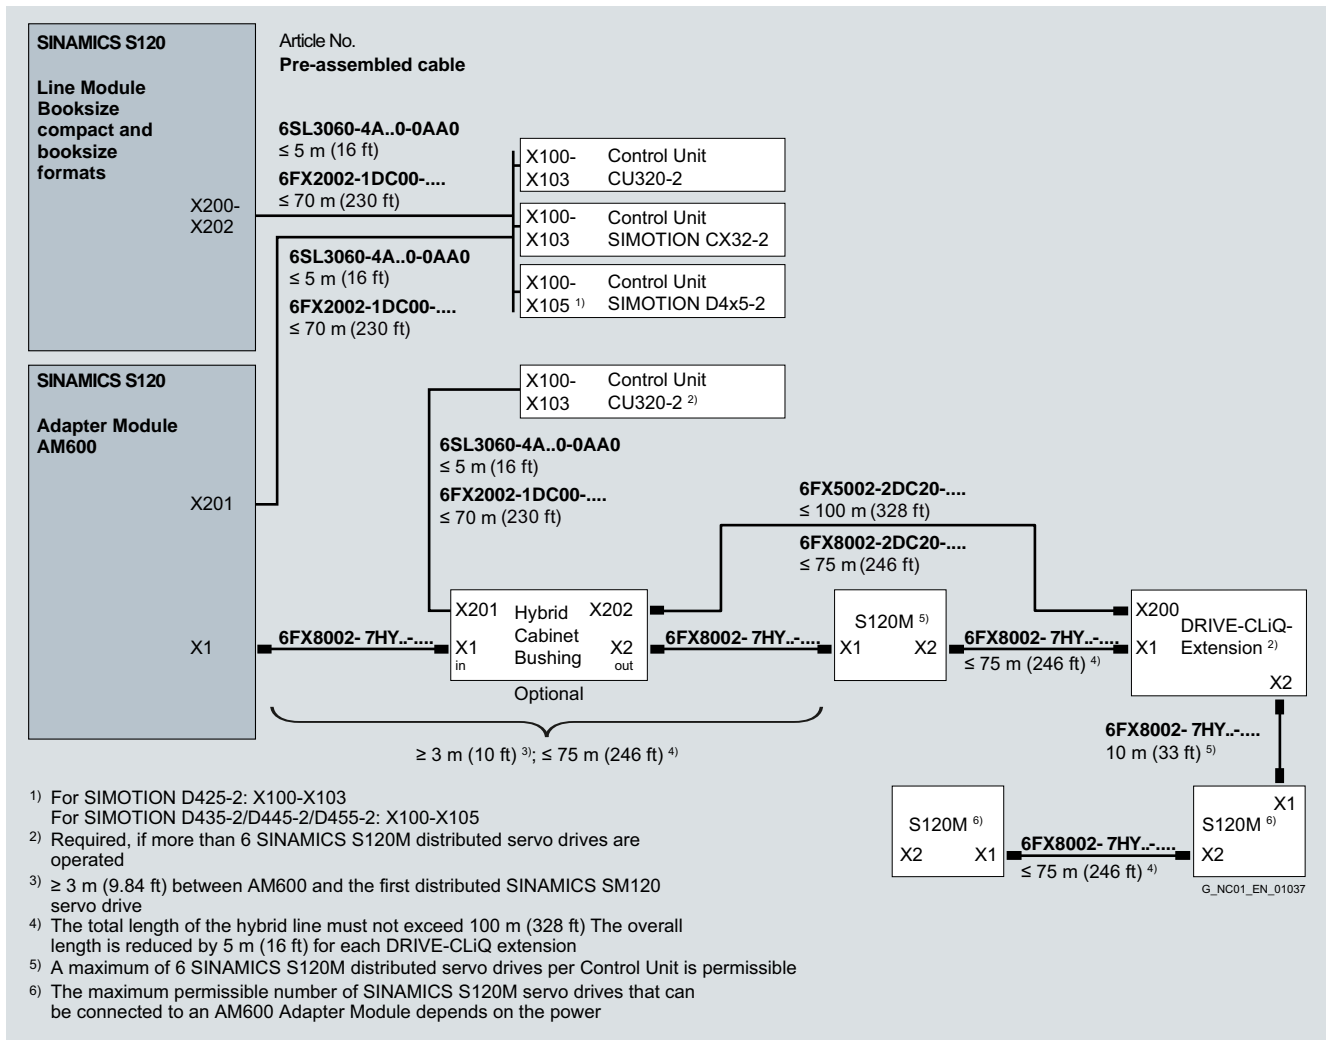 SINAMICS S120
Line Module
Booksize
compact and
booksize
formats
X200-
X202
Article No.
Pre-assembled cable
6SL3060-4A..0-0AA0
≤ 5 m (16 ft)
6FX2002-1DC00-....
≤ 70 m (230 ft)
6SL3060-4A..0-0AA0
≤ 5 m (16 ft)
6FX2002-1DC00-....
≤ 70 m (230 ft)
X100- Control Unit
X103 CU320-2
X100- Control Unit
X103 SIMOTION CX32-2
X100- Control Unit
X105 1) SIMOTION D4x5-2
SINAMICS S120
Adapter Module
AM600
X201
X1
X100- Control Unit
X103 CU320-2 2)
6SL3060-4A..0-0AA0
≤ 5 m (16 ft)
6FX2002-1DC00-....
≤ 70 m (230 ft)
6FX5002-2DC20-....
≤ 100 m (328 ft)
6FX8002-2DC20-....
≤ 75 m (246 ft)
6FX8002- 7HY..-....
X201 Hybrid X202
Cabinet
X1 Bushing X2
in out
Optional
6FX8002- 7HY..-....
S120M 5)
X1 X2
6FX8002- 7HY..-....
≤ 75 m (246 ft) 4)
X200
DRIVE-CLiQ-
X1 Extension 2)
X2
≥ 3 m (10 ft) 3); ≤ 75 m (246 ft) 4)
6FX8002- 7HY..-....
10 m (33 ft) 5)
S120M 6)
X2 X1
6FX8002- 7HY..-....
≤ 75 m (246 ft) 4)
X1
S120M 6)
X2
G_NC01_EN_01037
1) For SIMOTION D425-2: X100-X103
For SIMOTION D435-2/D445-2/D455-2: X100-X105
2) Required, if more than 6 SINAMICS S120M distributed servo drives are
operated
3) ≥ 3 m (9.84 ft) between AM600 and the first distributed SINAMICS SM120
servo drive
4) The total length of the hybrid line must not exceed 100 m (328 ft) The overall
length is reduced by 5 m (16 ft) for each DRIVE-CLiQ extension
5) A maximum of 6 SINAMICS S120M distributed servo drives per Control Unit is permissible
6) The maximum permissible number of SINAMICS S120M servo drives that can
be connected to an AM600 Adapter Module depends on the power